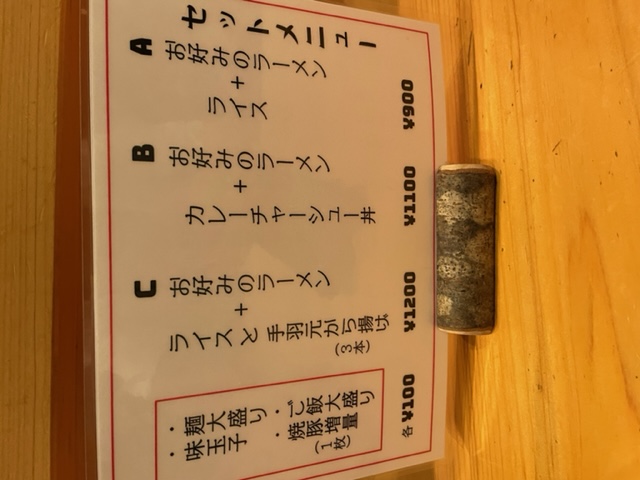 セットメニュー
A
お好みのラーメン
+
ライス
¥900
B
お好みのラーメン
+
カレーチャーシュー丼
¥1100
C
お好みのラーメン
+
ライスと手羽元から揚げ
(3本)
¥1200
・麺大盛り
・味玉子
・ご飯大盛り
・焼豚増量
(1枚)
各¥100